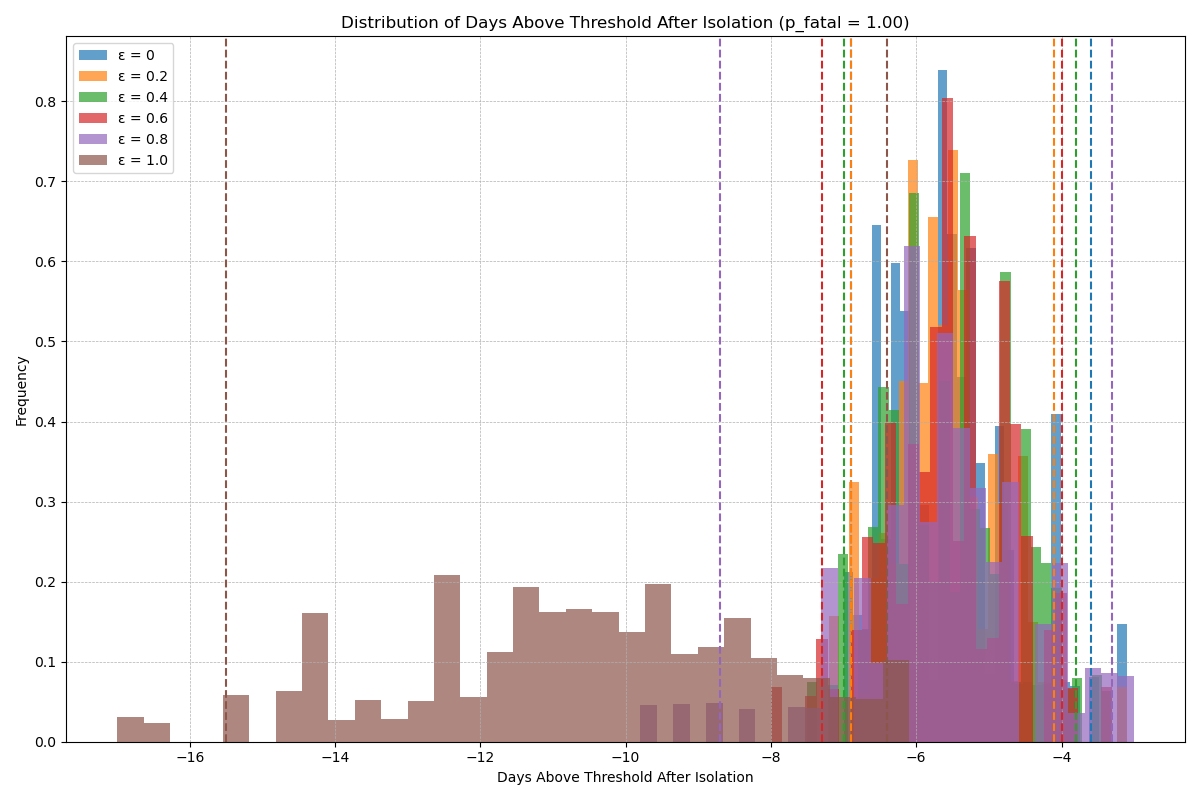 Distribution of Days Above Threshold After Isolation (p_fatal = 1.00)
ε = 0
ε = 0.2
ε = 0.4
ε = 0.6
ε = 0.8
ε = 1.0
Frequency
0.8
0.7
0.6
0.5
0.4
0.3
0.2
0.1
0.0
−16 −14 −12 −10 −8 −6 −4
Days Above Threshold After Isolation